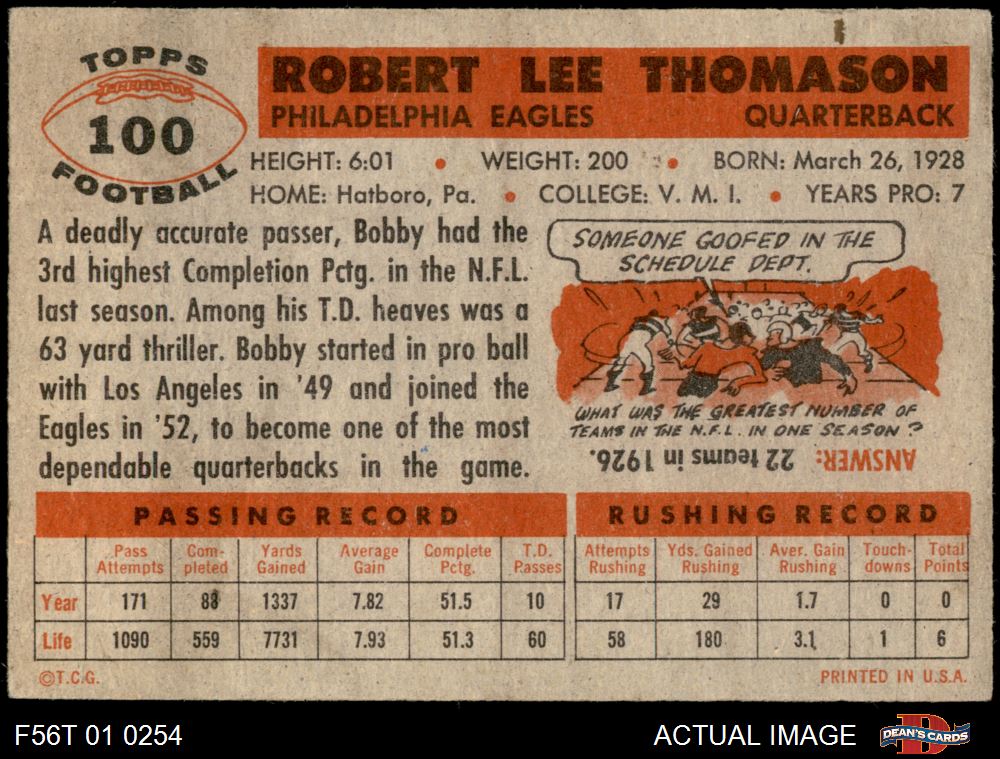 TOPPS
100
FOOTBALL
ROBERT LEE THOMASON
PHILADELPHIA EAGLES QUARTERBACK
HEIGHT: 6:01 • WEIGHT: 200 • BORN: March 26, 1928
HOME: Hatboro, Pa. • COLLEGE: V. M. I. • YEARS PRO: 7
A deadly accurate passer, Bobby had the
3rd highest Completion Pctg. in the N.F.L.
last season. Among his T.D. heaves was a
63 yard thriller. Bobby started in pro ball
with Los Angeles in '49 and joined the
Eagles in '52, to become one of the most
dependable quarterbacks in the game.
SOMEONE GOOFED IN THE
SCHEDULE DEPT.
WHAT WAS THE GREATEST NUMBER OF
TEAMS IN THE N.F.L. IN ONE SEASON?
ANSWER: 22 teams in 1926.
PASSING RECORD
Pass Attempts Com-pleted Yards Gained Average Gain Complete Pctg. T.D. Passes
Year 171 88 1337 7.82 51.5 10
Life 1090 559 7731 7.93 51.3 60
RUSHING RECORD
Attempts Rushing Yds. Gained Rushing Aver. Gain Rushing Touch-downs Total Points
17 29 1.7 0 0
58 180 3.1 1 6
©T.C.G. PRINTED IN U.S.A.
F56T 01 0254 ACTUAL IMAGE D DEAN'S CARDS